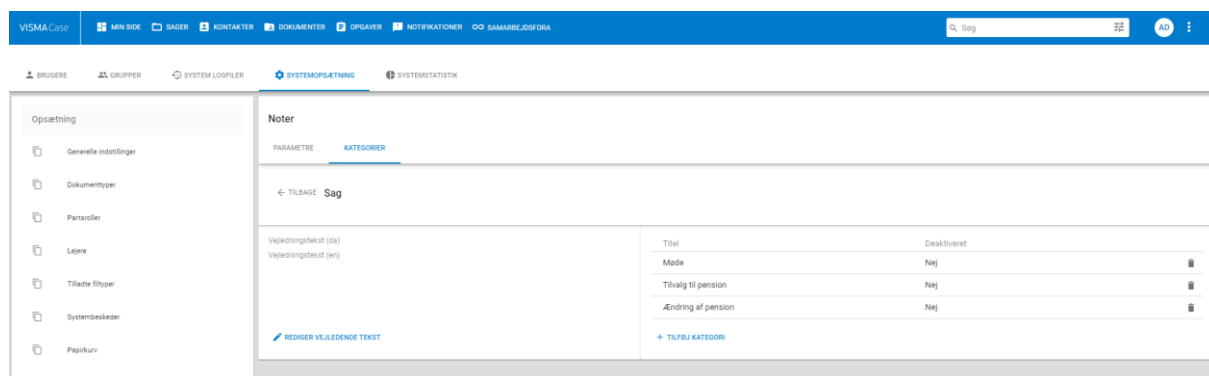 VISMA Case MIN SIDE SAGER KONTAKTER DOKUMENTER OPGAVER NOTIFIKATIONER SAMARBEJDSFORA Søg AD
BRUGERE GRUPPER SYSTEM LOGFILER SYSTEMOPSÆTNING SYSTEMSTATISTIK
Opsætning
Generelle indstillinger
Dokumenttyper
Partsroller
Lejere
Tilladte filtyper
Systembeskeder
Papirkurv
Noter
PARAMETRE KATEGORIER
TILBAGE Sag
Vejledningstekst (da)
Vejledningstekst (en)
REDIGER VEJLEDENDE TEKST
Titel Deaktiveret
Møde Nej
Tilvalg til pension Nej
Ændring af pension Nej
+ TILFØJ KATEGORI